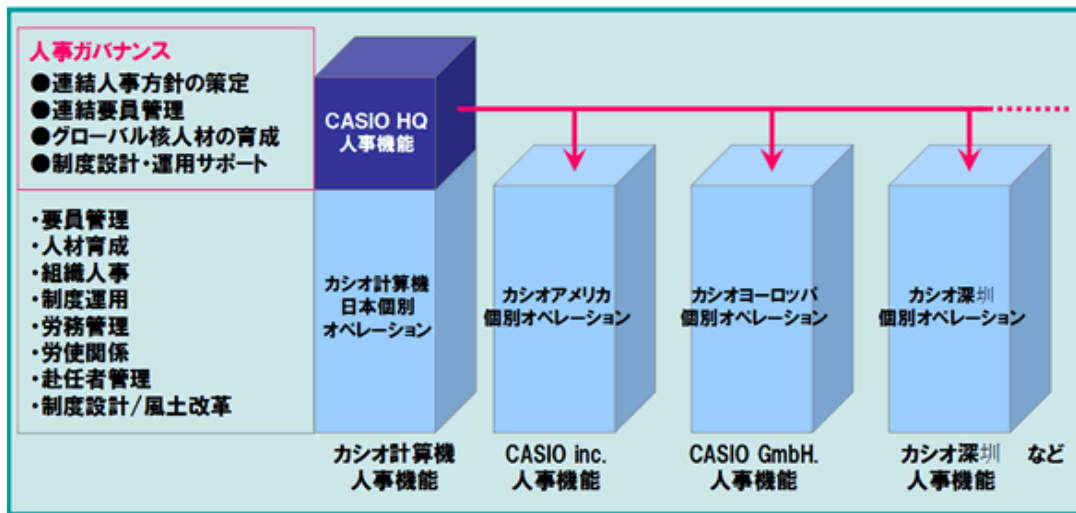 人事ガバナンス
●連結人事方針の策定
●連結要員管理
●グローバル核人材の育成
●制度設計・運用サポート
・要員管理
・人材育成
・組織人事
・制度運用
・労務管理
・労使関係
・赴任者管理
・制度設計/風土改革
CASIO HQ
人事機能
カシオ計算機
日本個別
オペレーション
カシオアメリカ
個別オペレーション
カシオヨーロッパ
個別オペレーション
カシオ深圳
個別オペレーション
カシオ計算機
人事機能
CASIO inc.
人事機能
CASIO GmbH.
人事機能
カシオ深圳
人事機能
など